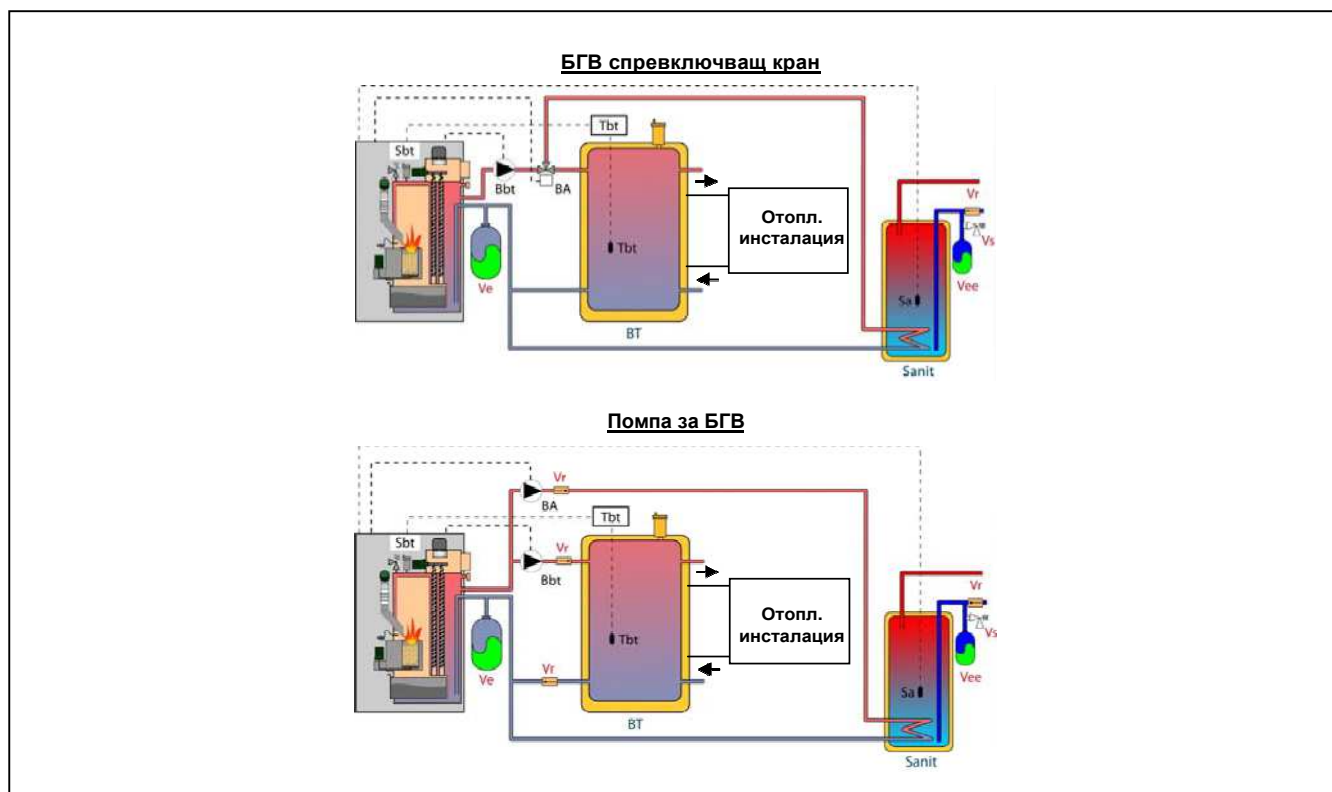 БГВ спревключващ кран
Tbt
Sbt
Bbt
BA
Tbt
Отопл.
инсталация
Ve
BT
Vr
Vs
Vee
Sa
Sanit
Помпа за БГВ
Vr
BA
Tbt
Sbt
Vr
Bbt
Tbt
Отопл.
инсталация
Vr
Ve
BT
Vr
Vs
Vee
Sa
Sanit